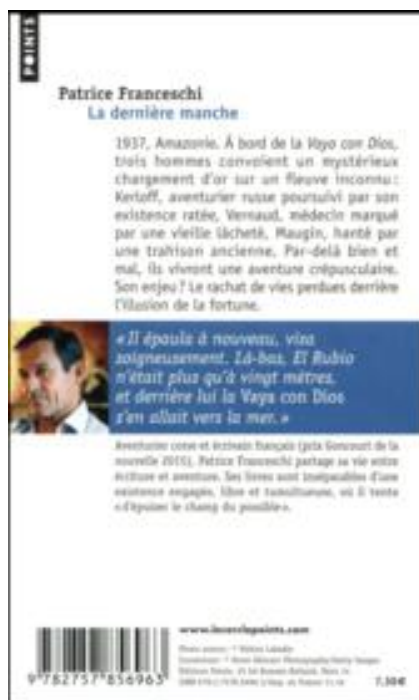 POINTS
Patrice Franceschi
La dernière manche
1937, Amazonie. À bord de la Vaya con Dios,
trois hommes convoient un mystérieux
chargement d'or sur un fleuve inconnu :
Kerloff, aventurier russe poursuivi par son
existence ratée, Vernaud, médecin marqué
par une vieille lâcheté, Maugin, hanté par
une trahison ancienne. Par-delà bien et
mal, ils vivront une aventure crépusculaire.
Son enjeu ? Le rachat de vies perdues derrière
l'illusion de la fortune.
« Il épaula à nouveau, visa
soigneusement. Là-bas, El Rubio
n'était plus qu'à vingt mètres,
et derrière lui la Vaya con Dios
s'en allait vers la mer. »
Aventurier corse et écrivain français (prix Goncourt de la
nouvelle 2015), Patrice Franceschi partage sa vie entre
écriture et aventure. Ses livres sont inséparables d'une
existence engagée, libre et tumultueuse, où il tente
« d'épuiser le champ du possible ».
www.lecerclepoints.com
9 782757 856963
7,30€